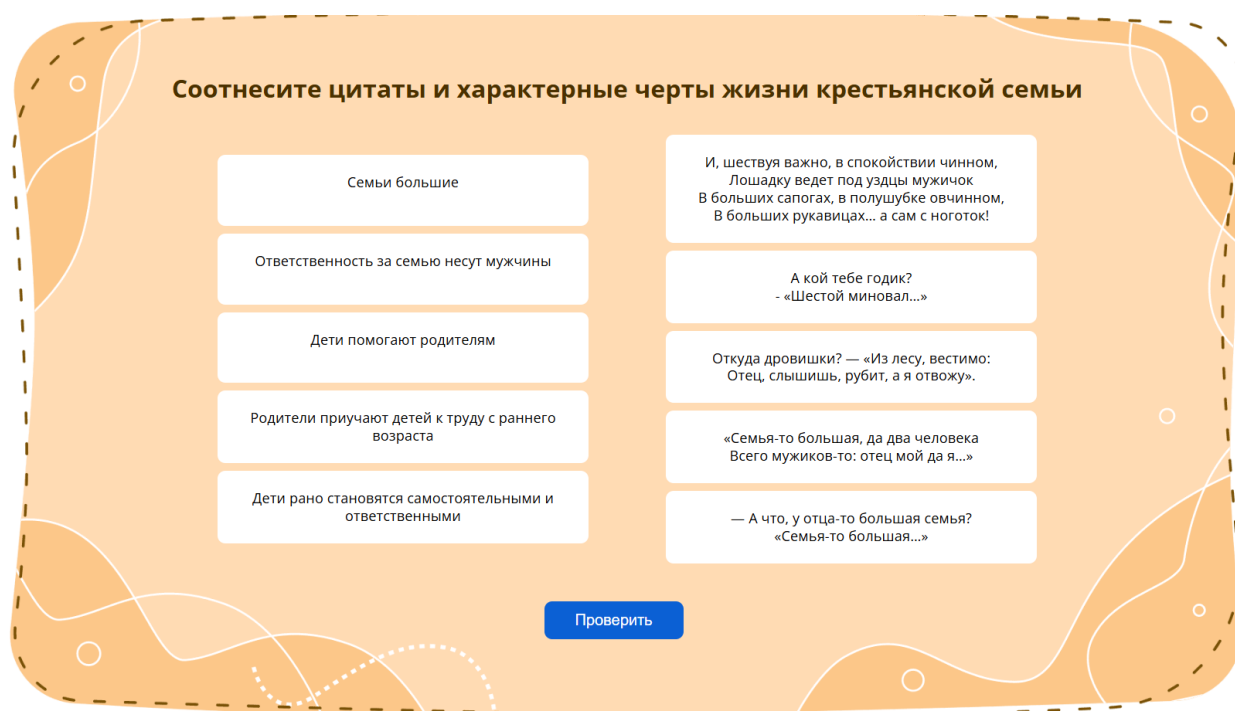 Соотнесите цитаты и характерные черты жизни крестьянской семьи
Семьи большие
Ответственность за семью несут мужчины
Дети помогают родителям
Родители приучают детей к труду с раннего
возраста
Дети рано становятся самостоятельными и
ответственными
И, шествуя важно, в спокойствии чинном,
Лошадку ведет под уздцы мужичок
В больших сапогах, в полушубке овчинном,
В больших рукавицах... а сам с ноготок!
А кой тебе годик?
- «Шестой миновал...»
Откуда дровишки? — «Из лесу, вестимо:
Отец, слышишь, рубит, а я отвожу».
«Семья-то большая, да два человека
Всего мужиков-то: отец мой да я...»
— А что, у отца-то большая семья?
«Семья-то большая...»
Проверить